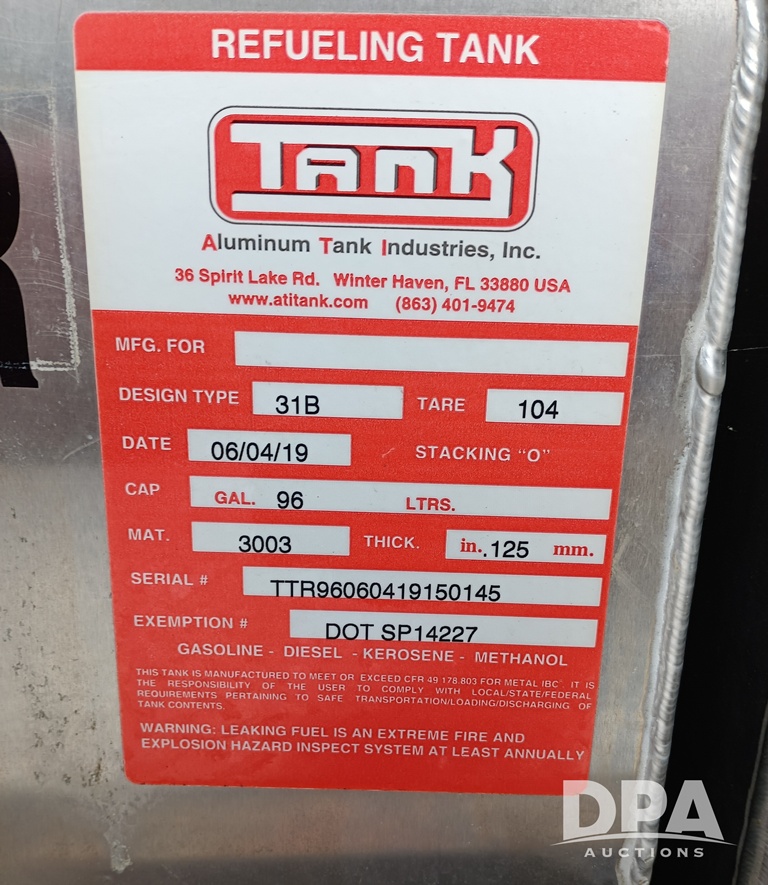 REFUELING TANK
TANK
Aluminum Tank Industries, Inc.
36 Spirit Lake Rd. Winter Haven, FL 33880 USA
www.atitank.com (863) 401-9474
MFG. FOR
DESIGN TYPE 31B TARE 104
DATE 06/04/19 STACKING "O"
CAP GAL. 96 LTRS.
MAT. 3003 THICK. in. .125 mm.
SERIAL # TTR96060419150145
EXEMPTION # DOT SP14227
GASOLINE - DIESEL - KEROSENE - METHANOL
THIS TANK IS MANUFACTURED TO MEET OR EXCEED CFR 49 178.803 FOR METAL IBC. IT IS
THE RESPONSIBILITY OF THE USER TO COMPLY WITH LOCAL/STATE/FEDERAL
REQUIREMENTS PERTAINING TO SAFE TRANSPORTATION/LOADING/DISCHARGING OF
TANK CONTENTS.
WARNING: LEAKING FUEL IS AN EXTREME FIRE AND
EXPLOSION HAZARD INSPECT SYSTEM AT LEAST ANNUALLY
DPA
AUCTIONS